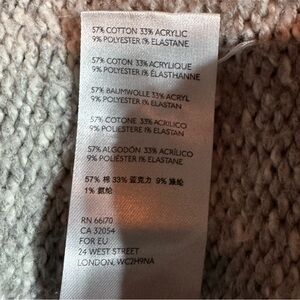 57% COTTON 33% ACRYLIC
9% POLYESTER 1% ELASTANE
57% COTON 33% ACRYLIQUE
9% POLYESTER 1% ÉLASTHANNE
57% BAUMWOLLE 33% ACRYL
9% POLYESTER 1% ELASTAN
57% COTONE 33% ACRILICO
9% POLIESTERE 1% ELASTAN
57% ALGODÓN 33% ACRÍLICO
9% POLIÉSTER 1% ELASTANE
57% 棉 33% 亚克力 9% 涤纶
1% 氨纶
RN 66170
CA 32054
FOR EU
24 WEST STREET
LONDON, WC2H9NA